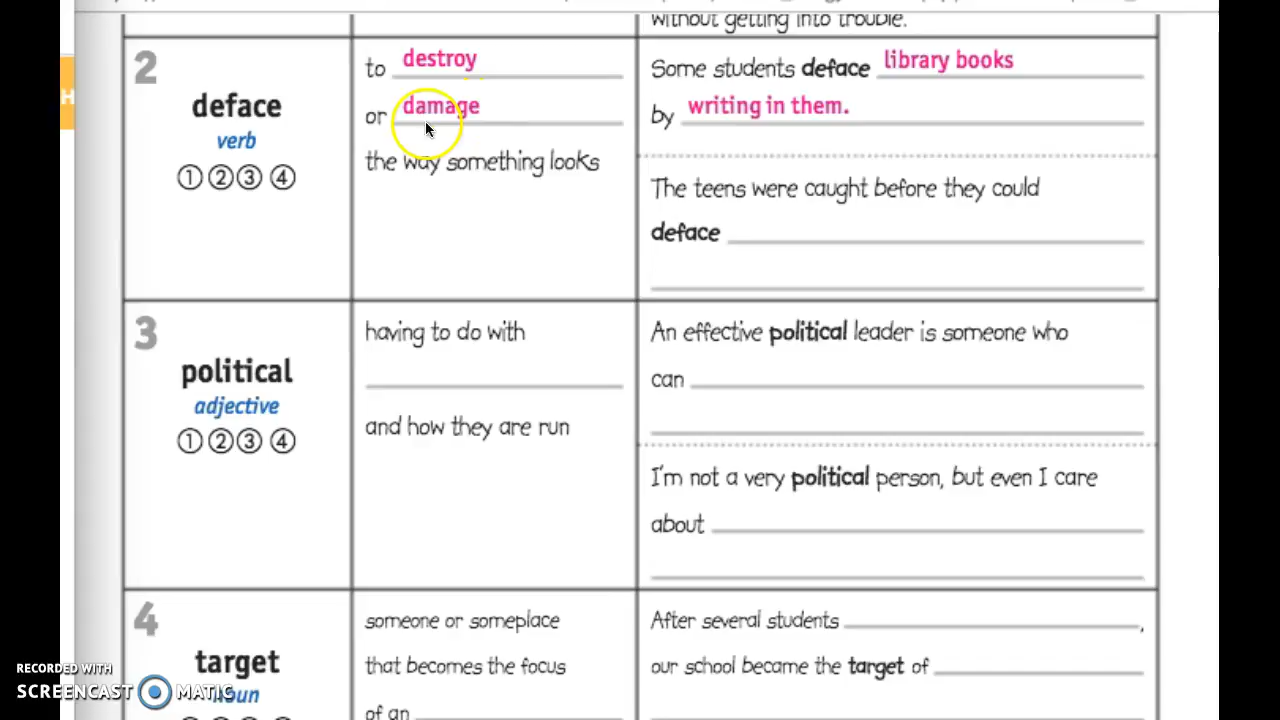 without getting into trouble.
2
deface
verb
① ② ③ ④
to destroy
or damage
the way something looks
Some students deface library books
by writing in them.
The teens were caught before they could
deface
3
political
adjective
① ② ③ ④
having to do with
and how they are run
An effective political leader is someone who
can
I'm not a very political person, but even I care
about
4
target
noun
someone or someplace
that becomes the focus
of an
After several students ,
our school became the target of
H
RECORDED WITH
SCREENCAST MATIC